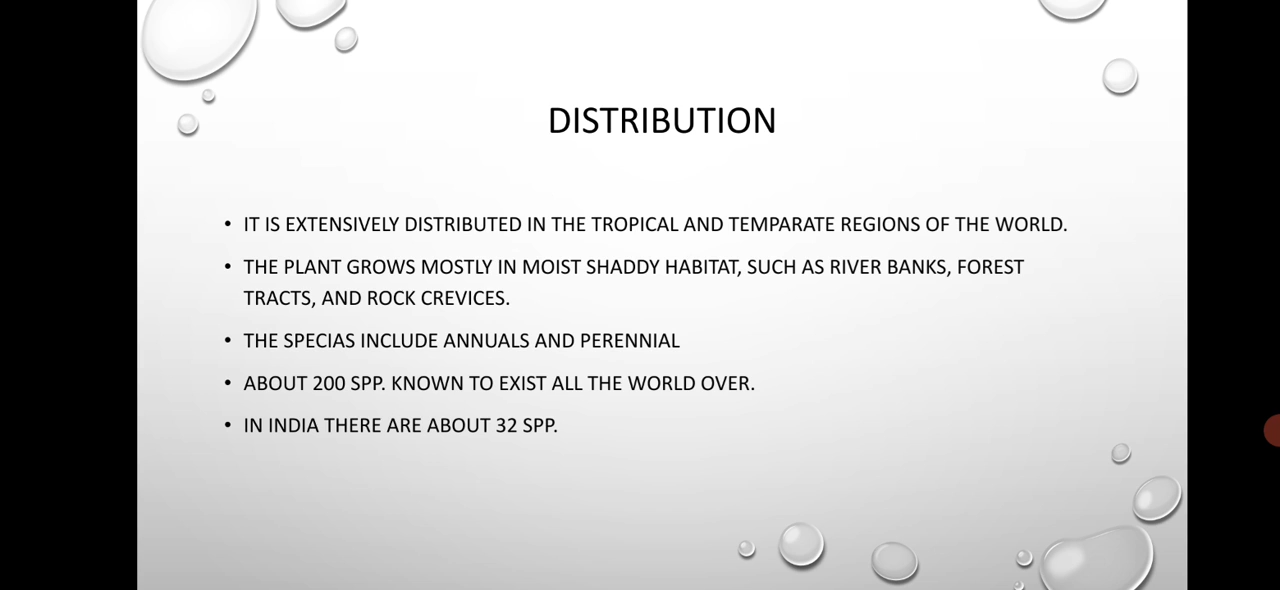 DISTRIBUTION
• IT IS EXTENSIVELY DISTRIBUTED IN THE TROPICAL AND TEMPARATE REGIONS OF THE WORLD.
• THE PLANT GROWS MOSTLY IN MOIST SHADDY HABITAT, SUCH AS RIVER BANKS, FOREST
TRACTS, AND ROCK CREVICES.
• THE SPECIAS INCLUDE ANNUALS AND PERENNIAL
• ABOUT 200 SPP. KNOWN TO EXIST ALL THE WORLD OVER.
• IN INDIA THERE ARE ABOUT 32 SPP.